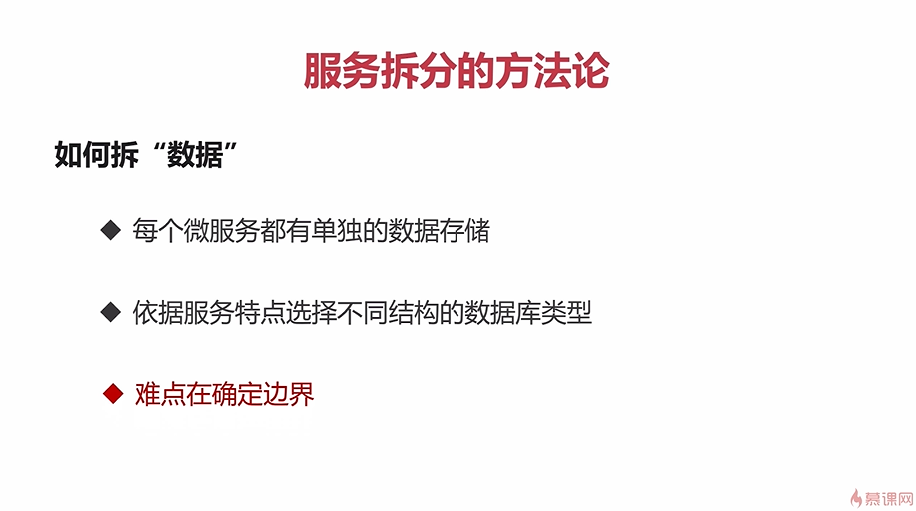 服务拆分的方法论
如何拆“数据”
◆ 每个微服务都有单独的数据存储
◆ 依据服务特点选择不同结构的数据库类型
◆ 难点在确定边界
慕课网